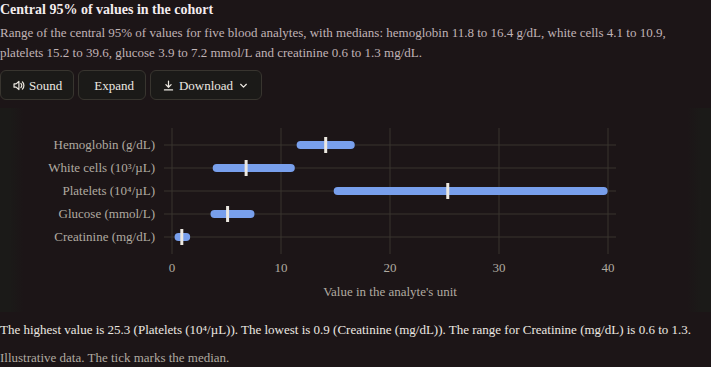 Central 95% of values in the cohort
Range of the central 95% of values for five blood analytes, with medians: hemoglobin 11.8 to 16.4 g/dL, white cells 4.1 to 10.9,
platelets 15.2 to 39.6, glucose 3.9 to 7.2 mmol/L and creatinine 0.6 to 1.3 mg/dL.
Sound Expand Download
Hemoglobin (g/dL)
White cells (10³/µL)
Platelets (10⁴/µL)
Glucose (mmol/L)
Creatinine (mg/dL)
0 10 20 30 40
Value in the analyte's unit
The highest value is 25.3 (Platelets (10⁴/µL)). The lowest is 0.9 (Creatinine (mg/dL)). The range for Creatinine (mg/dL) is 0.6 to 1.3.
Illustrative data. The tick marks the median.